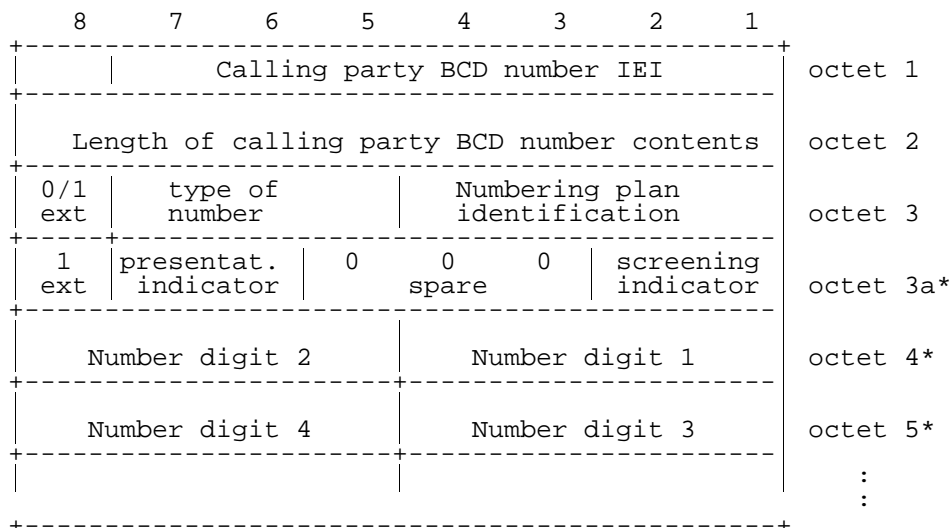 8 7 6 5 4 3 2 1
Calling party BCD number IEI octet 1
Length of calling party BCD number contents octet 2
0/1 type of Numbering plan
ext number identification octet 3
1 presentat. 0 0 0 screening
ext indicator spare indicator octet 3a*
Number digit 2 Number digit 1 octet 4*
Number digit 4 Number digit 3 octet 5*
:
: